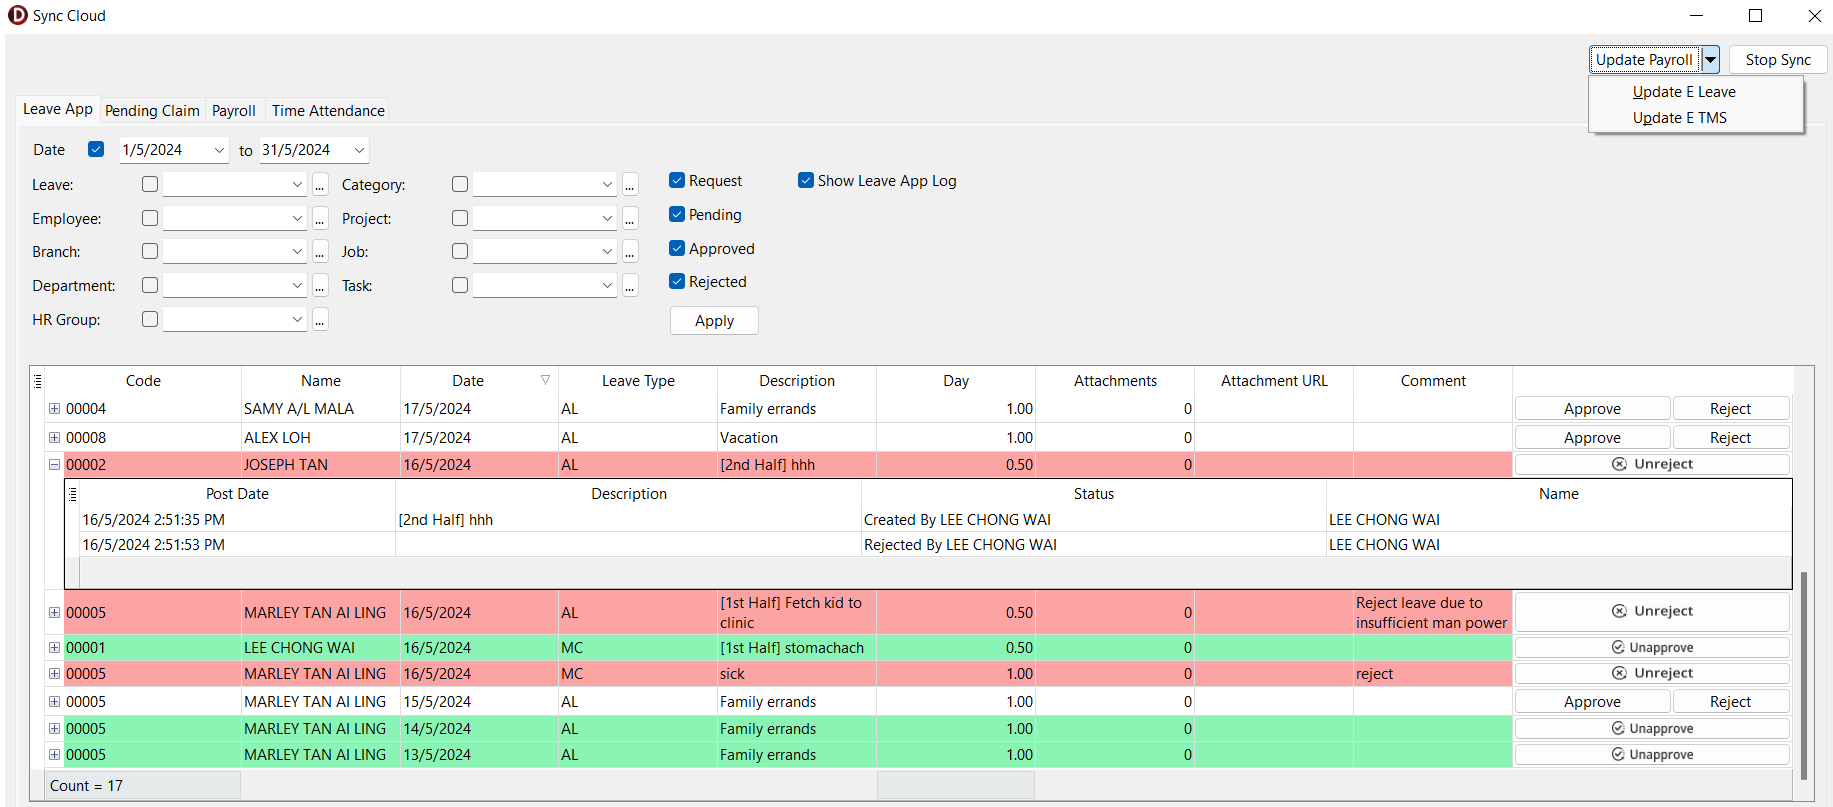 Sync Cloud
Update Payroll Stop Sync
Update E Leave
Update E TMS
Leave App Pending Claim Payroll Time Attendance
Date 1/5/2024 to 31/5/2024
Leave: ... Category: ... Request Show Leave App Log
Employee: ... Project: ... Pending
Branch: ... Job: ... Approved
Department: ... Task: ... Rejected
HR Group: ... Apply
Code Name Date Leave Type Description Day Attachments Attachment URL Comment
00004 SAMY A/L MALA 17/5/2024 AL Family errands 1.00 0 Approve Reject
00008 ALEX LOH 17/5/2024 AL Vacation 1.00 0 Approve Reject
00002 JOSEPH TAN 16/5/2024 AL [2nd Half] hhh 0.50 0 Unreject
Post Date Description Status Name
16/5/2024 2:51:35 PM [2nd Half] hhh Created By LEE CHONG WAI LEE CHONG WAI
16/5/2024 2:51:53 PM Rejected By LEE CHONG WAI LEE CHONG WAI
00005 MARLEY TAN AI LING 16/5/2024 AL [1st Half] Fetch kid to clinic 0.50 0 Reject leave due to insufficient man power Unreject
00001 LEE CHONG WAI 16/5/2024 MC [1st Half] stomachach 0.50 0 Unapprove
00005 MARLEY TAN AI LING 16/5/2024 MC sick 1.00 0 reject Unreject
00005 MARLEY TAN AI LING 15/5/2024 AL Family errands 1.00 0 Approve Reject
00005 MARLEY TAN AI LING 14/5/2024 AL Family errands 1.00 0 Unapprove
00005 MARLEY TAN AI LING 13/5/2024 AL Family errands 1.00 0 Unapprove
Count = 17